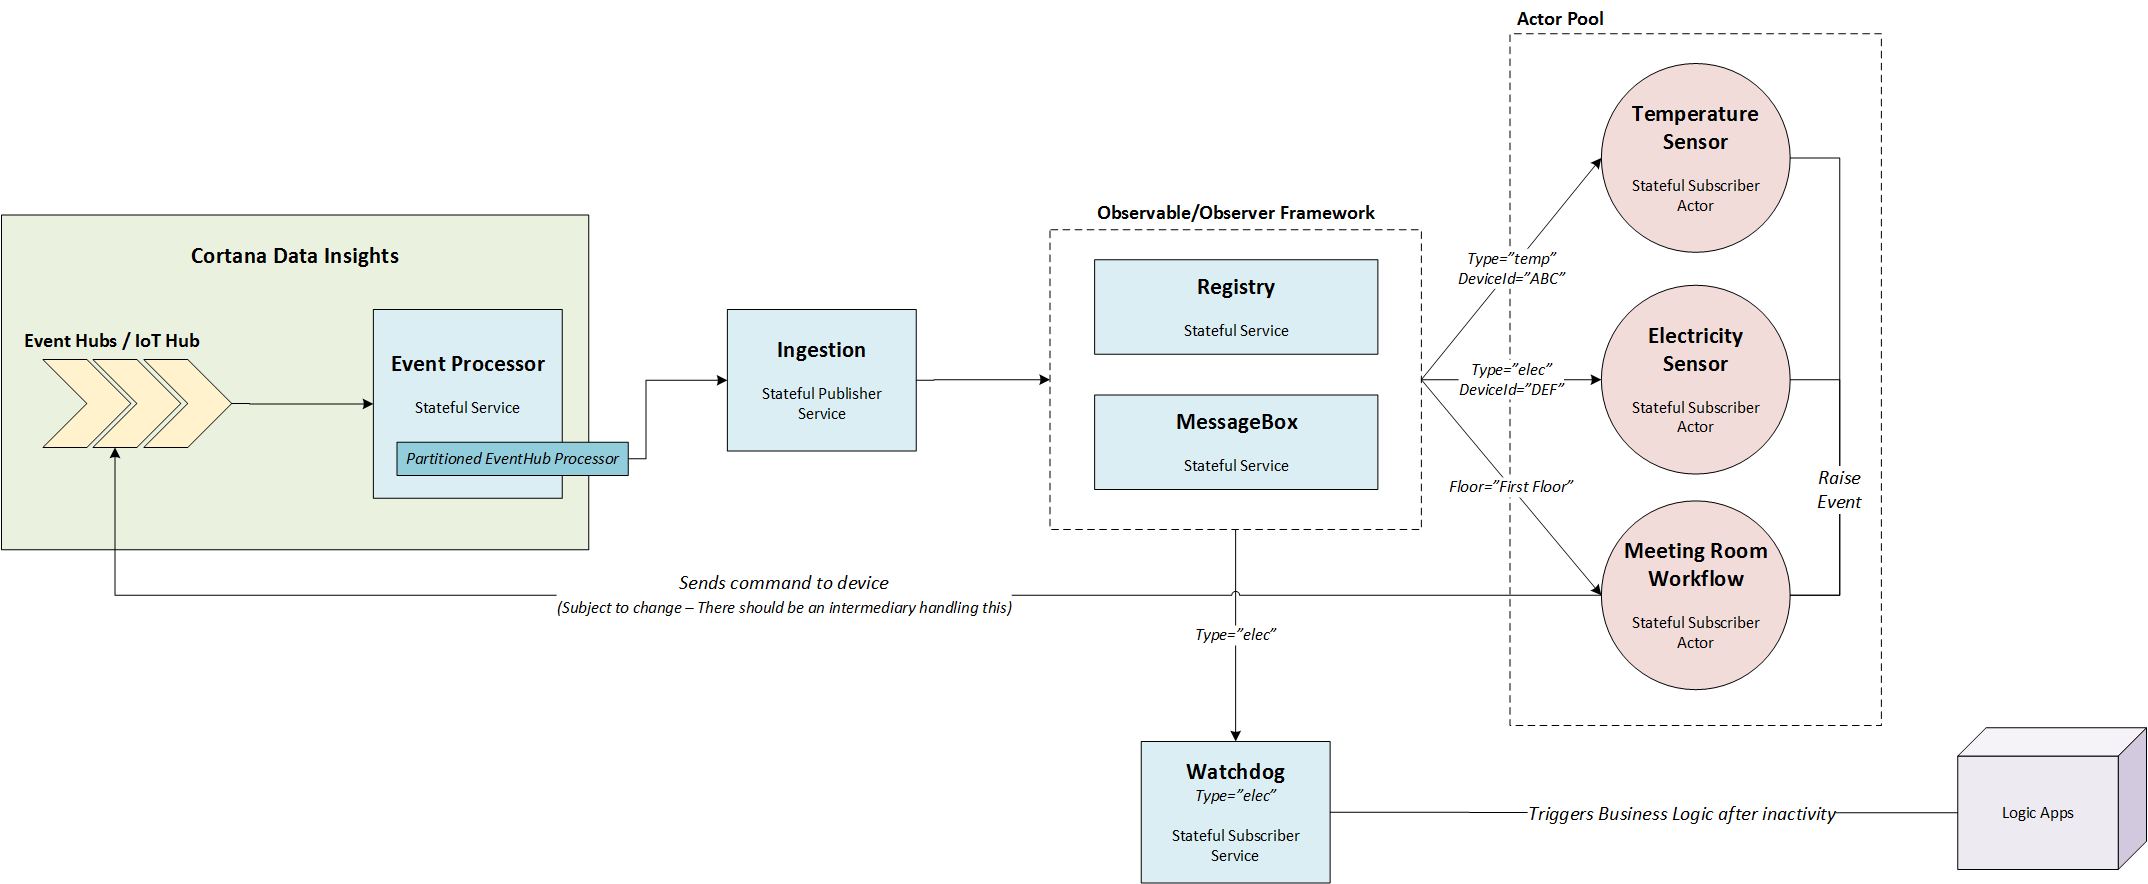 Actor Pool
Temperature
Sensor
Stateful Subscriber
Actor
Observable/Observer Framework
Cortana Data Insights
Type=”temp”
DeviceId=”ABC”
Registry
Stateful Service
Event Hubs / IoT Hub
Event Processor
Stateful Service
Partitioned EventHub Processor
Ingestion
Stateful Publisher
Service
MessageBox
Stateful Service
Type=”elec”
DeviceId=”DEF”
Electricity
Sensor
Stateful Subscriber
Actor
Floor=”First Floor”
Raise
Event
Meeting Room
Workflow
Stateful Subscriber
Actor
Sends command to device
(Subject to change – There should be an intermediary handling this)
Type=”elec”
Watchdog
Type=”elec”
Stateful Subscriber
Service
Triggers Business Logic after inactivity
Logic Apps